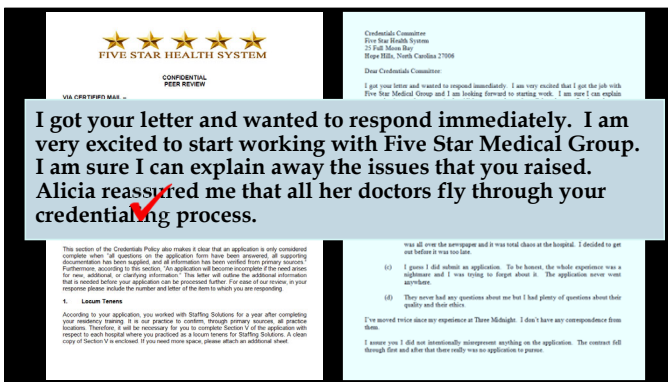 FIVE STAR HEALTH SYSTEM
CONFIDENTIAL
PEER REVIEW
VIA CERTIFIED MAIL –
Credentials Committee
Five Star Health System
25 Full Moon Bay
Hope Hills, North Carolina 27006
Dear Credentials Committee:
I got your letter and wanted to respond immediately. I am very excited that I got the job with
Five Star Medical Group and I am looking forward to starting work. I am sure I can explain
I got your letter and wanted to respond immediately. I am
very excited to start working with Five Star Medical Group.
I am sure I can explain away the issues that you raised.
Alicia reassured me that all her doctors fly through your
credentialing process.
This section of the Credentials Policy also makes it clear that an application is only considered
complete when "all questions on the application form have been answered, all supporting
documentation has been supplied, and all information has been verified from primary sources."
Furthermore, according to this section, "An application will become incomplete if the need arises
for new, additional, or clarifying information." This letter will outline the additional information
that is needed before your application can be processed further. For ease of our review, in your
response please include the number and letter of the item to which you are responding.
1. Locum Tenens
According to your application, you worked with Staffing Solutions for a year after completing
your residency training. It is our practice to confirm, through primary sources, all practice
locations. Therefore, it will be necessary for you to complete Section V of the application with
respect to each hospital where you practiced as a locum tenens for Staffing Solutions. A clean
copy of Section V is enclosed. If you need more space, please attach an additional sheet.
was all over the newspaper and it was total chaos at the hospital. I decided to get
out before it was too late.
(c) I guess I did submit an application. To be honest, the whole experience was a
nightmare and I was trying to forget about it. The application never went
anywhere.
(d) They never had any questions about me but I had plenty of questions about their
quality and their ethics.
I've moved twice since my experience at Three Midnight. I don't have any correspondence from
them.
I assure you I did not intentionally misrepresent anything on the application. The contract fell
through first and after that there really was no application to pursue.